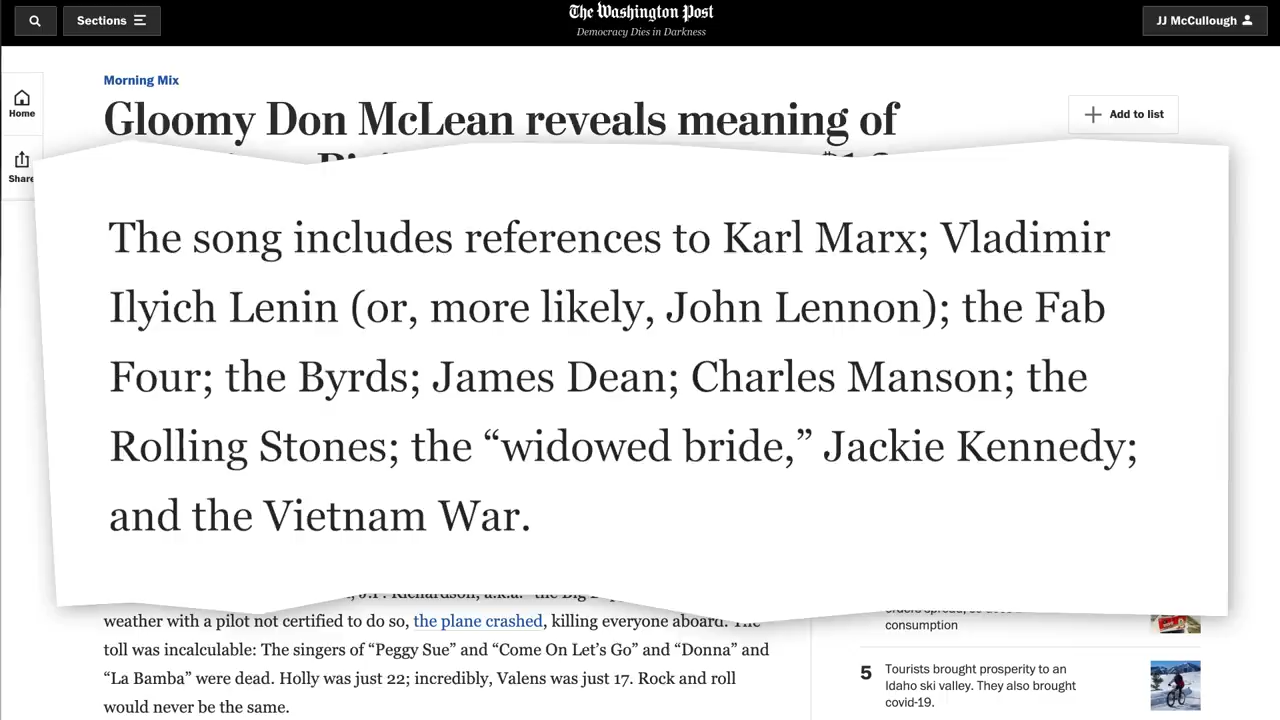 Sections
The Washington Post
Democracy Dies in Darkness
JJ McCullough
Home
Share
Morning Mix
Gloomy Don McLean reveals meaning of
Add to list
The song includes references to Karl Marx; Vladimir
Ilyich Lenin (or, more likely, John Lennon); the Fab
Four; the Byrds; James Dean; Charles Manson; the
Rolling Stones; the “widowed bride,” Jackie Kennedy;
and the Vietnam War.
weather with a pilot not certified to do so, the plane crashed, killing everyone aboard. The
toll was incalculable: The singers of “Peggy Sue” and “Come On Let’s Go” and “Donna” and
“La Bamba” were dead. Holly was just 22; incredibly, Valens was just 17. Rock and roll
would never be the same.
consumption
5
Tourists brought prosperity to an
Idaho ski valley. They also brought
covid-19.